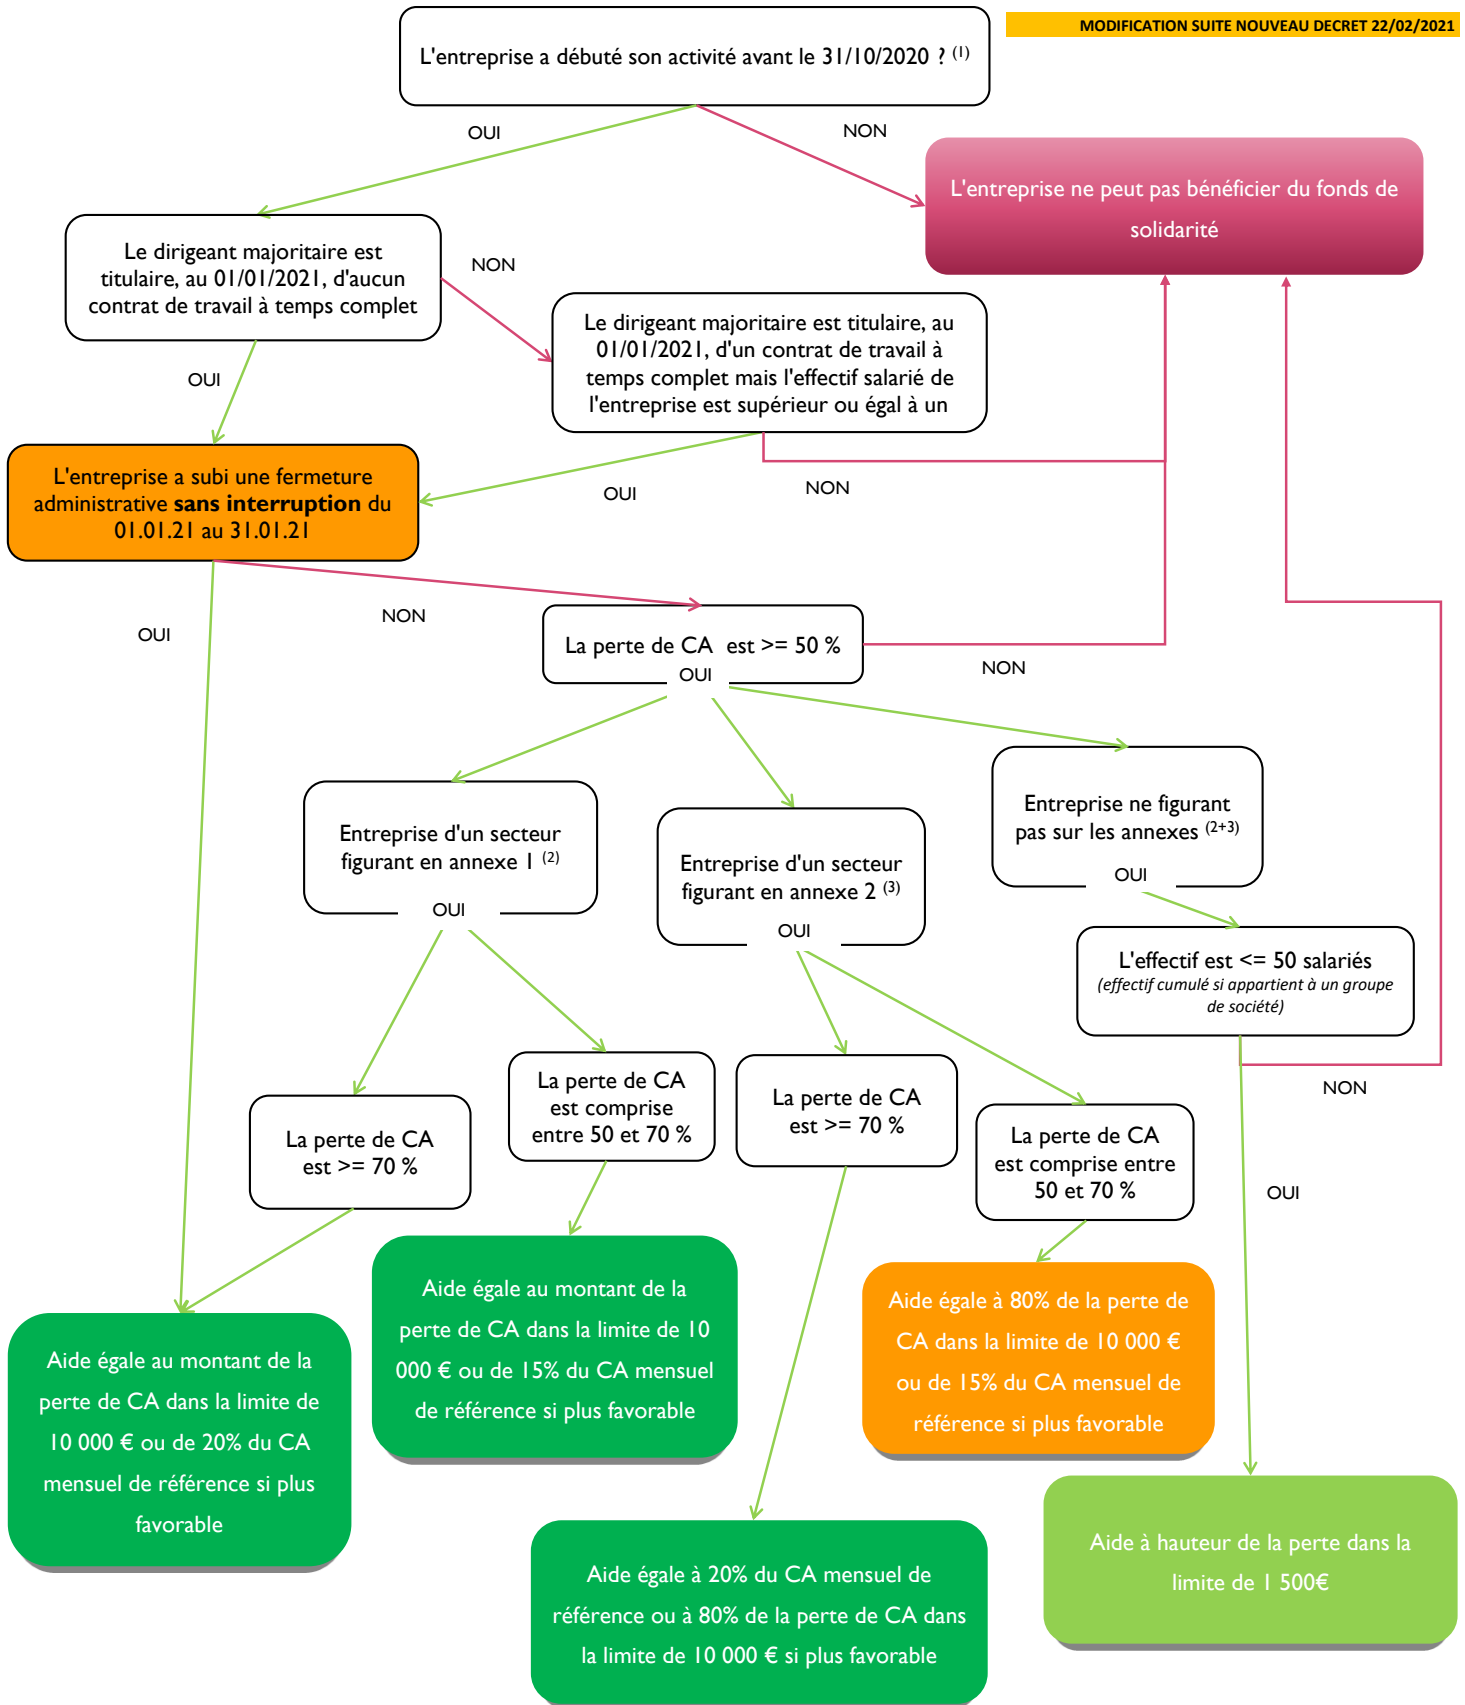 MODIFICATION SUITE NOUVEAU DECRET 22/02/2021
L'entreprise a débuté son activité avant le 31/10/2020 ? (1)
OUI
NON
L'entreprise ne peut pas bénéficier du fonds de
solidarité
Le dirigeant majoritaire est
titulaire, au 01/01/2021, d'aucun
contrat de travail à temps complet
NON
Le dirigeant majoritaire est titulaire, au
01/01/2021, d'un contrat de travail à
temps complet mais l'effectif salarié de
l'entreprise est supérieur ou égal à un
OUI
L'entreprise a subi une fermeture
administrative sans interruption du
01.01.21 au 31.01.21
OUI
NON
OUI
NON
La perte de CA est >= 50 %
OUI
NON
Entreprise d'un secteur
figurant en annexe 1 (2)
OUI
Entreprise d'un secteur
figurant en annexe 2 (3)
OUI
Entreprise ne figurant
pas sur les annexes (2+3)
OUI
L'effectif est <= 50 salariés
(effectif cumulé si appartient à un groupe
de société)
NON
OUI
La perte de CA
est >= 70 %
La perte de CA
est comprise
entre 50 et 70 %
La perte de CA
est >= 70 %
La perte de CA
est comprise entre
50 et 70 %
Aide égale au montant de la
perte de CA dans la limite de
10 000 € ou de 20% du CA
mensuel de référence si plus
favorable
Aide égale au montant de la
perte de CA dans la limite de 10
000 € ou de 15% du CA mensuel
de référence si plus favorable
Aide égale à 80% de la perte de
CA dans la limite de 10 000 €
ou de 15% du CA mensuel de
référence si plus favorable
Aide égale à 20% du CA mensuel de
référence ou à 80% de la perte de CA dans
la limite de 10 000 € si plus favorable
Aide à hauteur de la perte dans la
limite de 1 500€